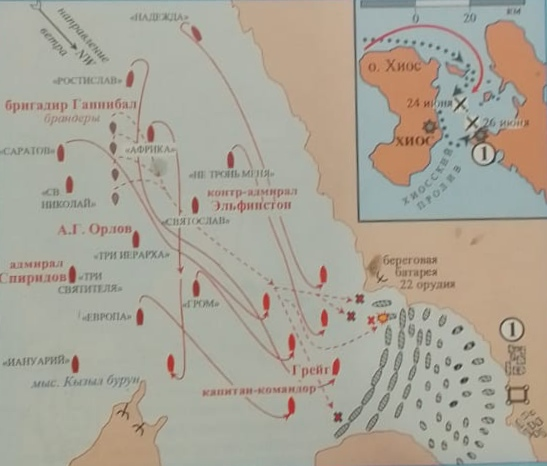 направление
ветра
NW
«НАДЕЖДА»
0 20
км
о. Хиос
24 июня
26 июня
ХИОС
1
ХИОССКИЙ
ПРОЛИВ
«РОСТИСЛАВ»
бригадир Ганнибал
брандеры
«АФРИКА»
«САРАТОВ»
«НЕ ТРОНЬ МЕНЯ»
«СВ.
НИКОЛАЙ»
контр-адмирал
Эльфинстон
«СВЯТОСЛАВ»
А.Г. Орлов
«ТРИ ИЕРАРХА»
адмирал
Спиридов
«ТРИ
СВЯТИТЕЛЯ»
«ГРОМ»
«ЕВРОПА»
береговая
батарея
22 орудия
1
«ИАНУАРИЙ»
Грейг
капитан-командор
мыс. Кызыл бурун